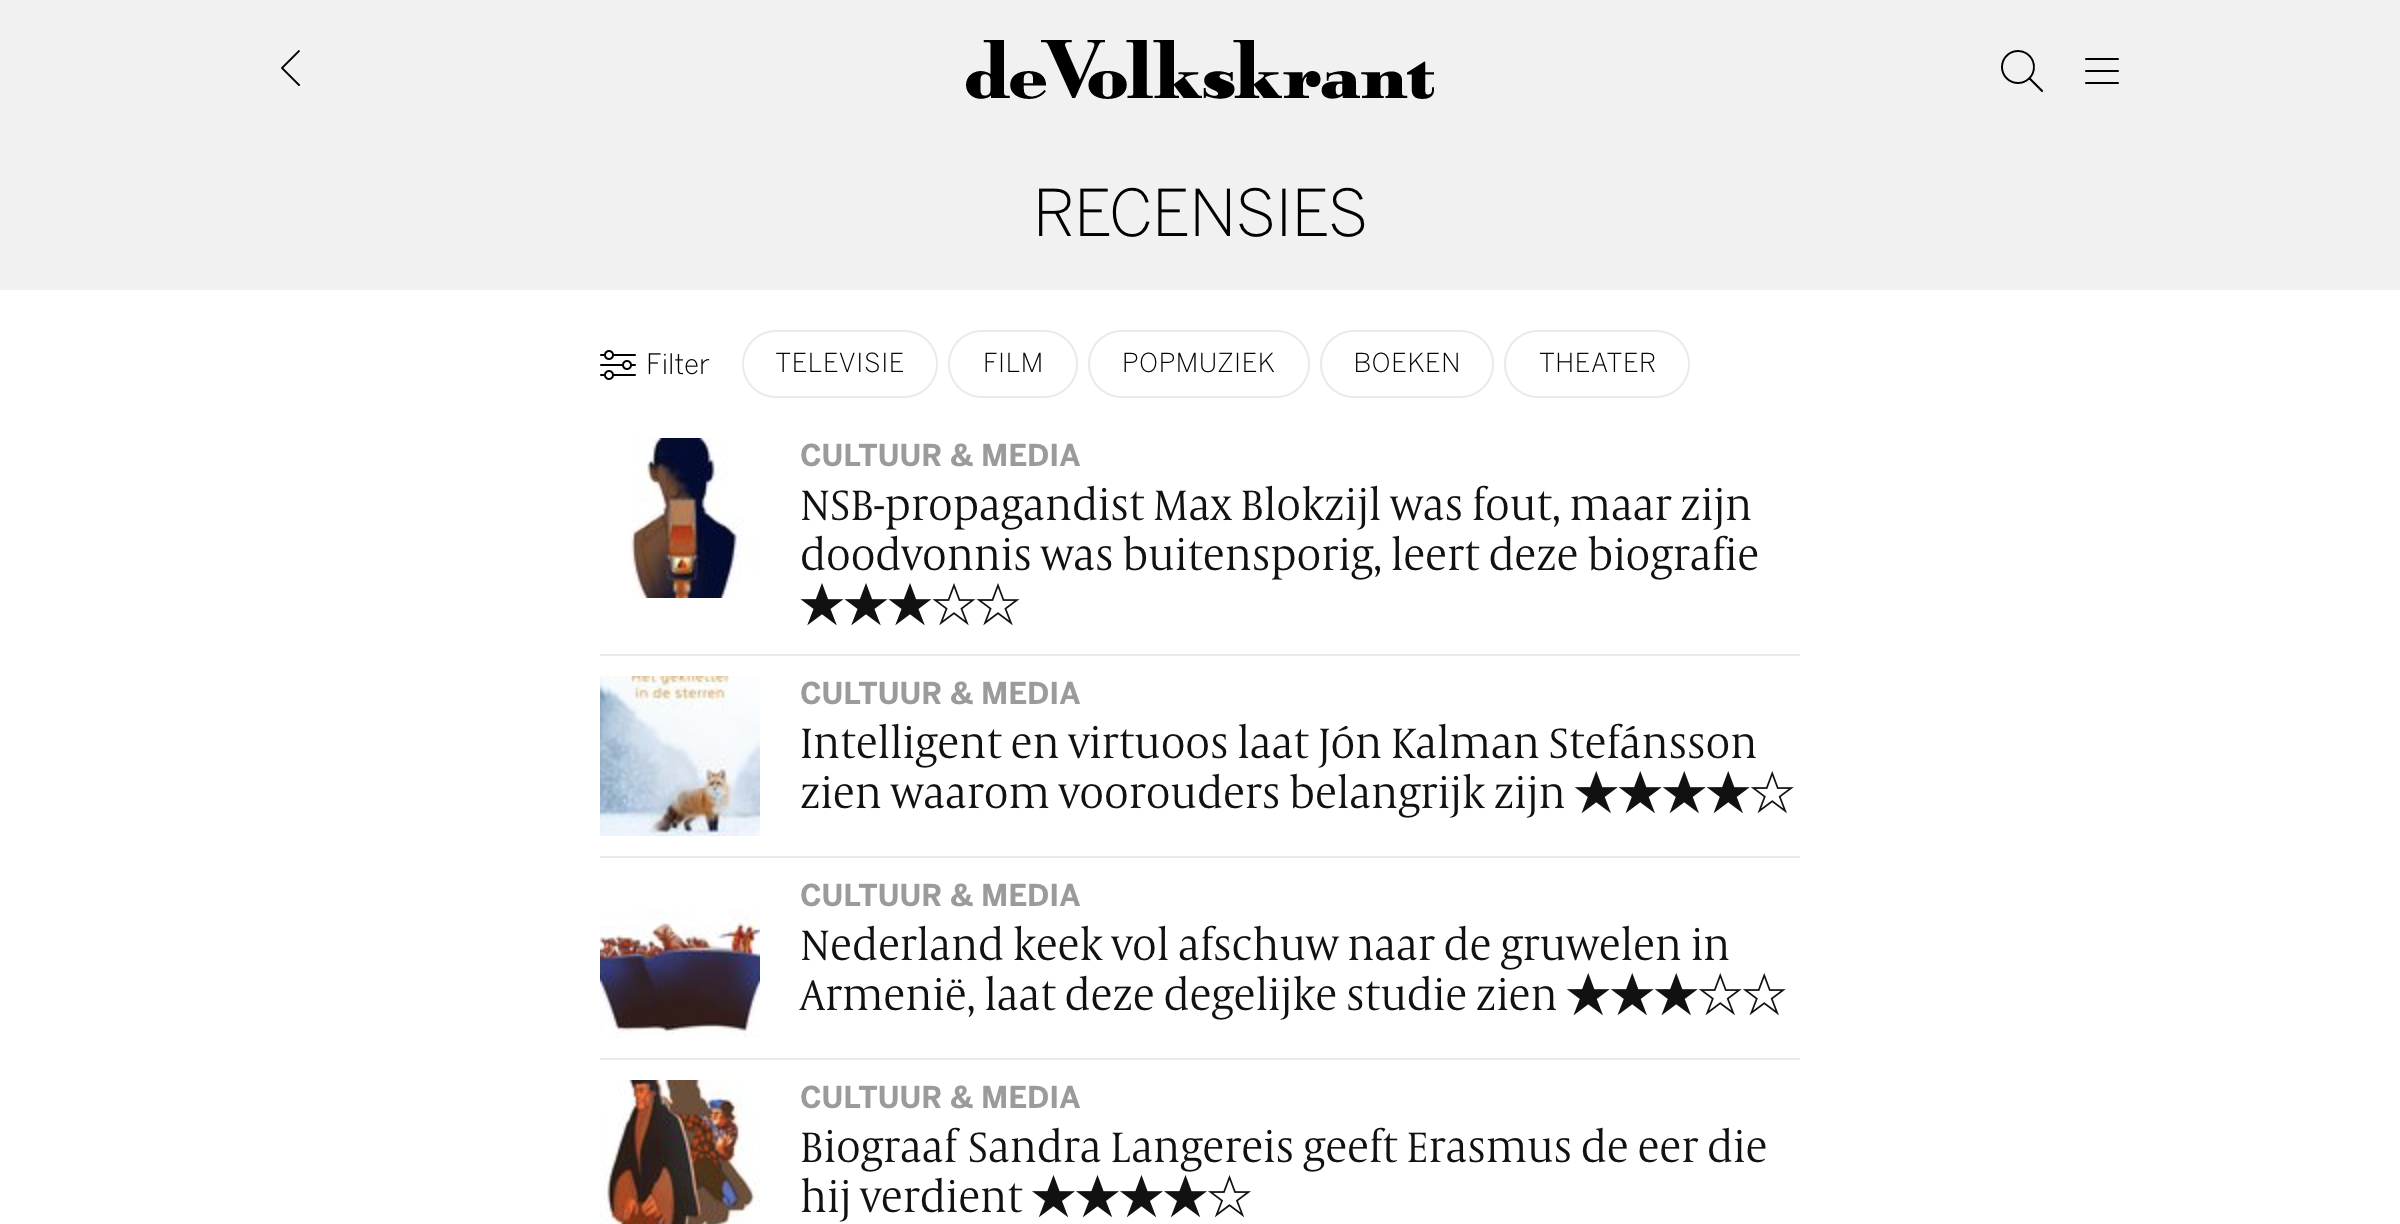 deVolkskrant
RECENSIES
Filter TELEVISIE FILM POPMUZIEK BOEKEN THEATER
CULTUUR & MEDIA
NSB-propagandist Max Blokzijl was fout, maar zijn
doodvonnis was buitensporig, leert deze biografie
★★★☆☆
in de sterren
CULTUUR & MEDIA
Intelligent en virtuoos laat Jón Kalman Stefánsson
zien waarom voorouders belangrijk zijn ★★★★☆
CULTUUR & MEDIA
Nederland keek vol afschuw naar de gruwelen in
Armenië, laat deze degelijke studie zien ★★★☆☆
CULTUUR & MEDIA
Biograaf Sandra Langereis geeft Erasmus de eer die
hij verdient ★★★★☆